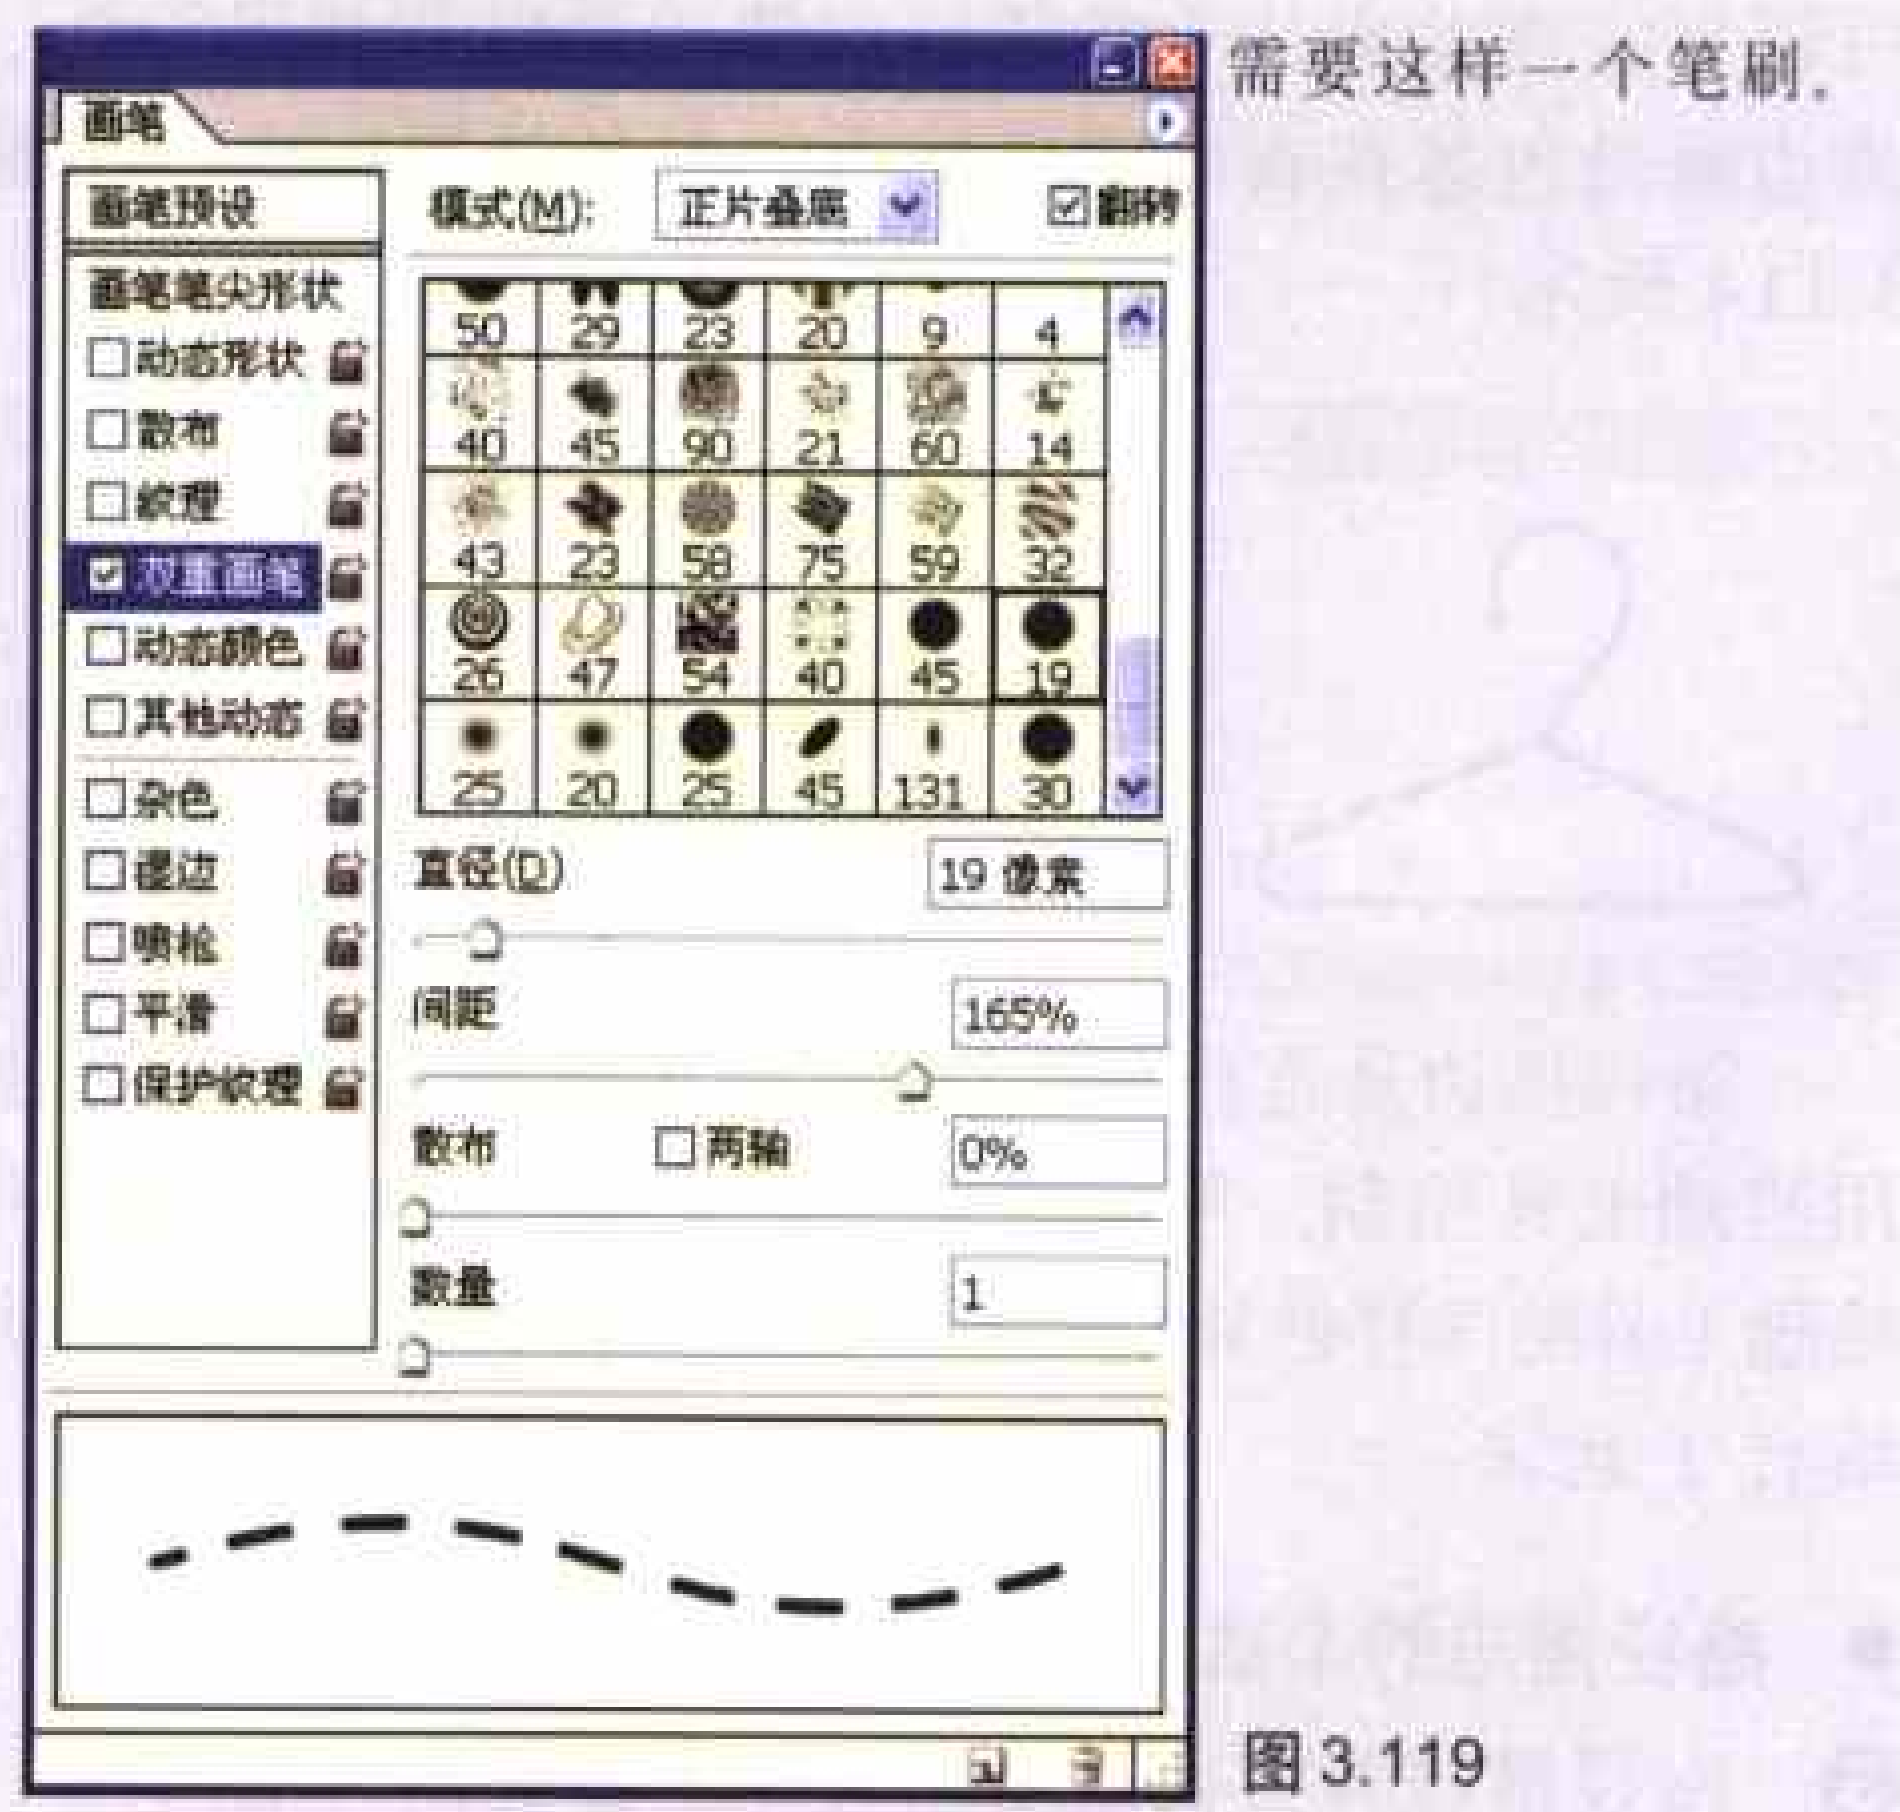 需要这样一个笔刷。
画笔
画笔预设
画笔笔尖形状
动态形状
散布
纹理
双重画笔
动态颜色
其他动态
杂色
湿边
喷枪
平滑
保护纹理
模式(M):
正片叠底
翻转
50 29 23 20 9 4
40 45 90 21 60 14
43 23 58 75 59 32
26 47 54 40 45 19
25 20 25 45 131 30
直径(D)
19 像素
间距
165%
散布
两轴
0%
数量
1
图 3.119